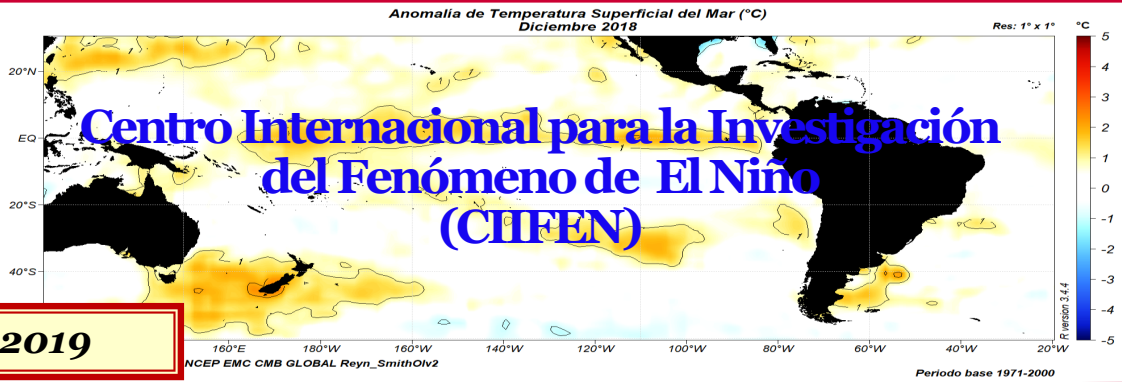 Anomalía de Temperatura Superficial del Mar (°C)
Diciembre 2018
Res: 1° x 1°
°C
Centro Internacional para la Investigación
del Fenómeno de El Niño
(CIIFEN)
20°N
EQ
20°S
40°S
5
4
3
2
1
0
-1
-2
-3
-4
-5
R version 3.4.4
160°E
180°W
160°W
140°W
120°W
100°W
80°W
60°W
40°W
20°W
2019
NCEP EMC CMB GLOBAL Reyn_SmithOIv2
Periodo base 1971-2000